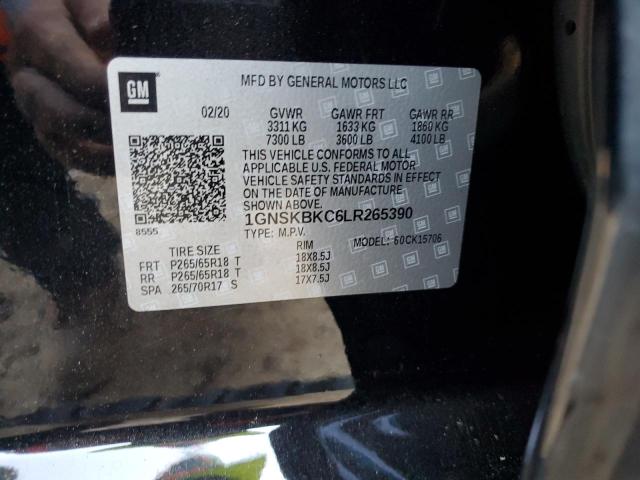 GM
MFD BY GENERAL MOTORS LLC
02/20 GVWR GAWR FRT GAWR RR
3311 KG 1633 KG 1860 KG
7300 LB 3600 LB 4100 LB
THIS VEHICLE CONFORMS TO ALL
APPLICABLE U.S. FEDERAL MOTOR
VEHICLE SAFETY STANDARDS IN EFFECT
ON THE DATE OF MANUFACTURE
SHOWN ABOVE.
1GNSKBKC6LR265390
8555
TYPE: M.P.V. MODEL: 60CK15706
TIRE SIZE RIM
FRT P265/65R18 T 18X8.5J
RR P265/65R18 T 18X8.5J
SPA 265/70R17 S 17X7.5J